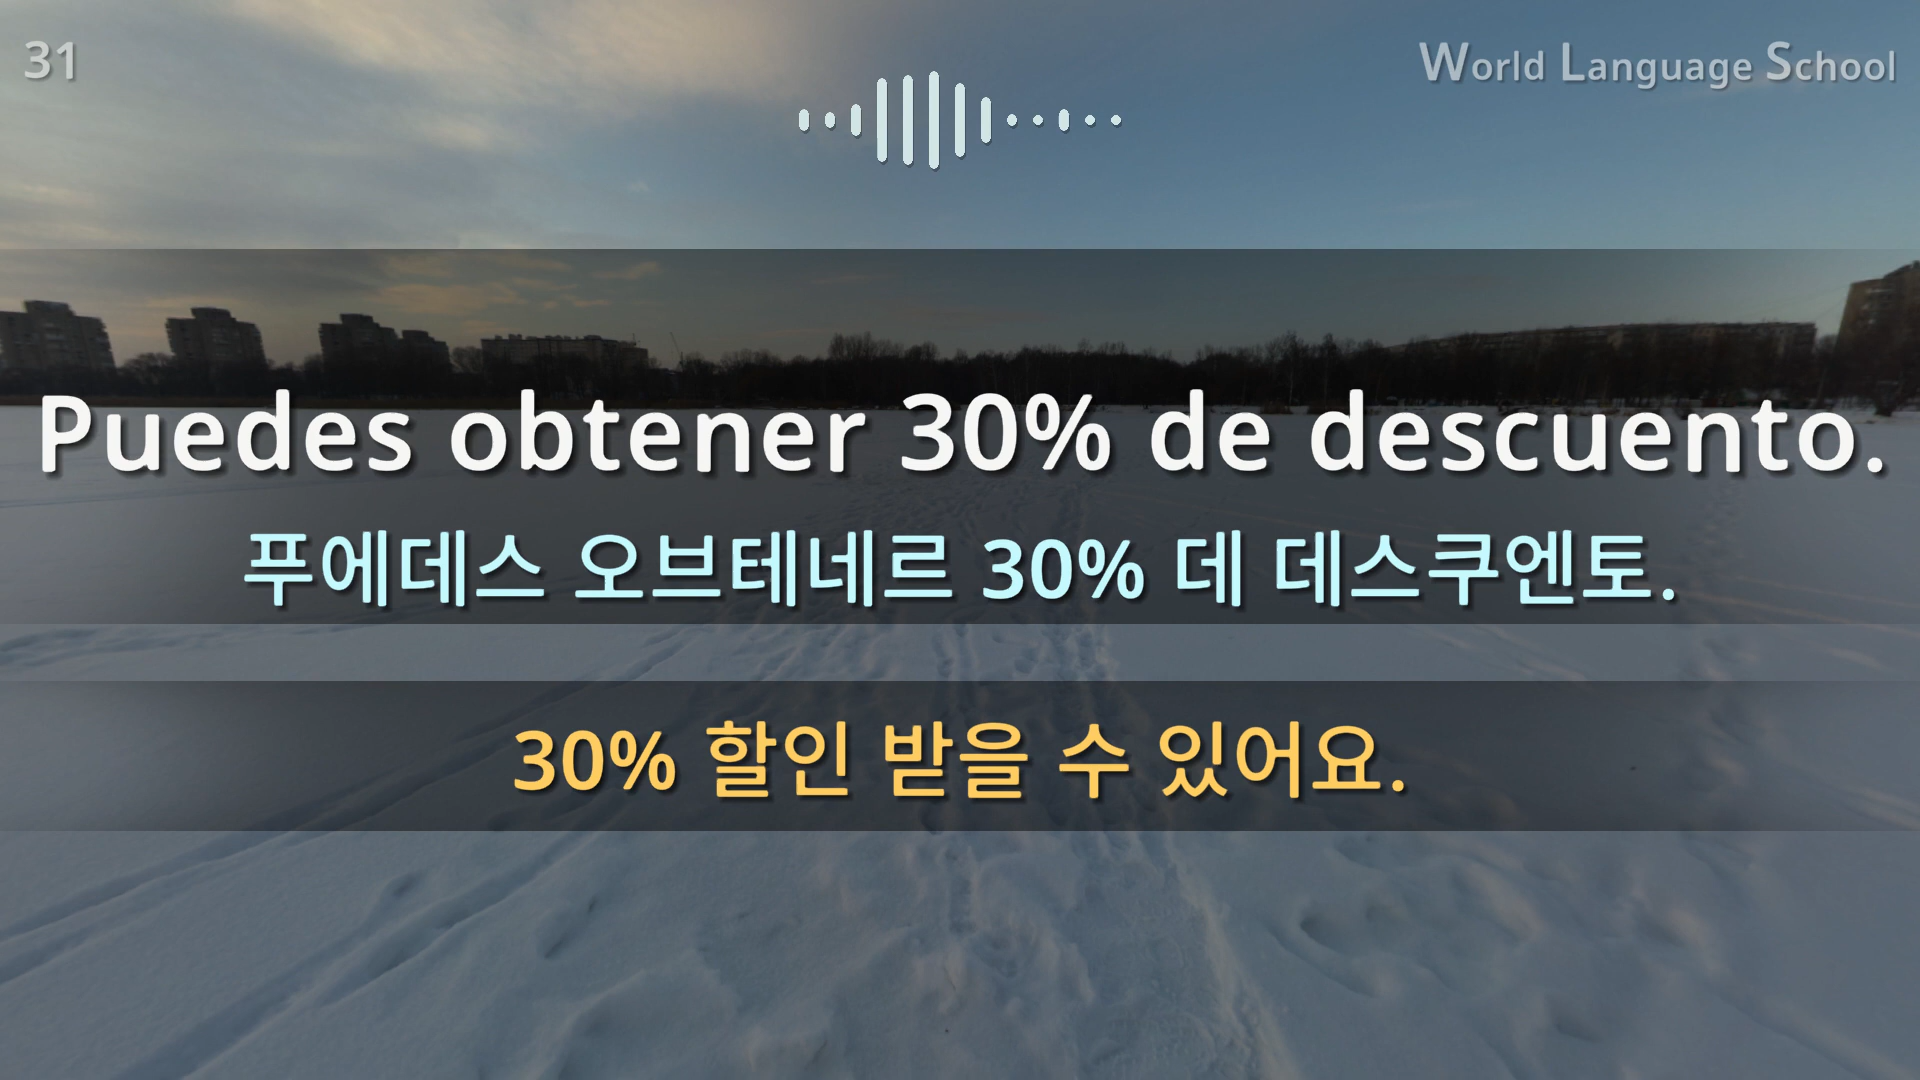 31
World Language School
Puedes obtener 30% de descuento.
푸에데스 오브테네르 30% 데 데스쿠엔토.
30% 할인 받을 수 있어요.